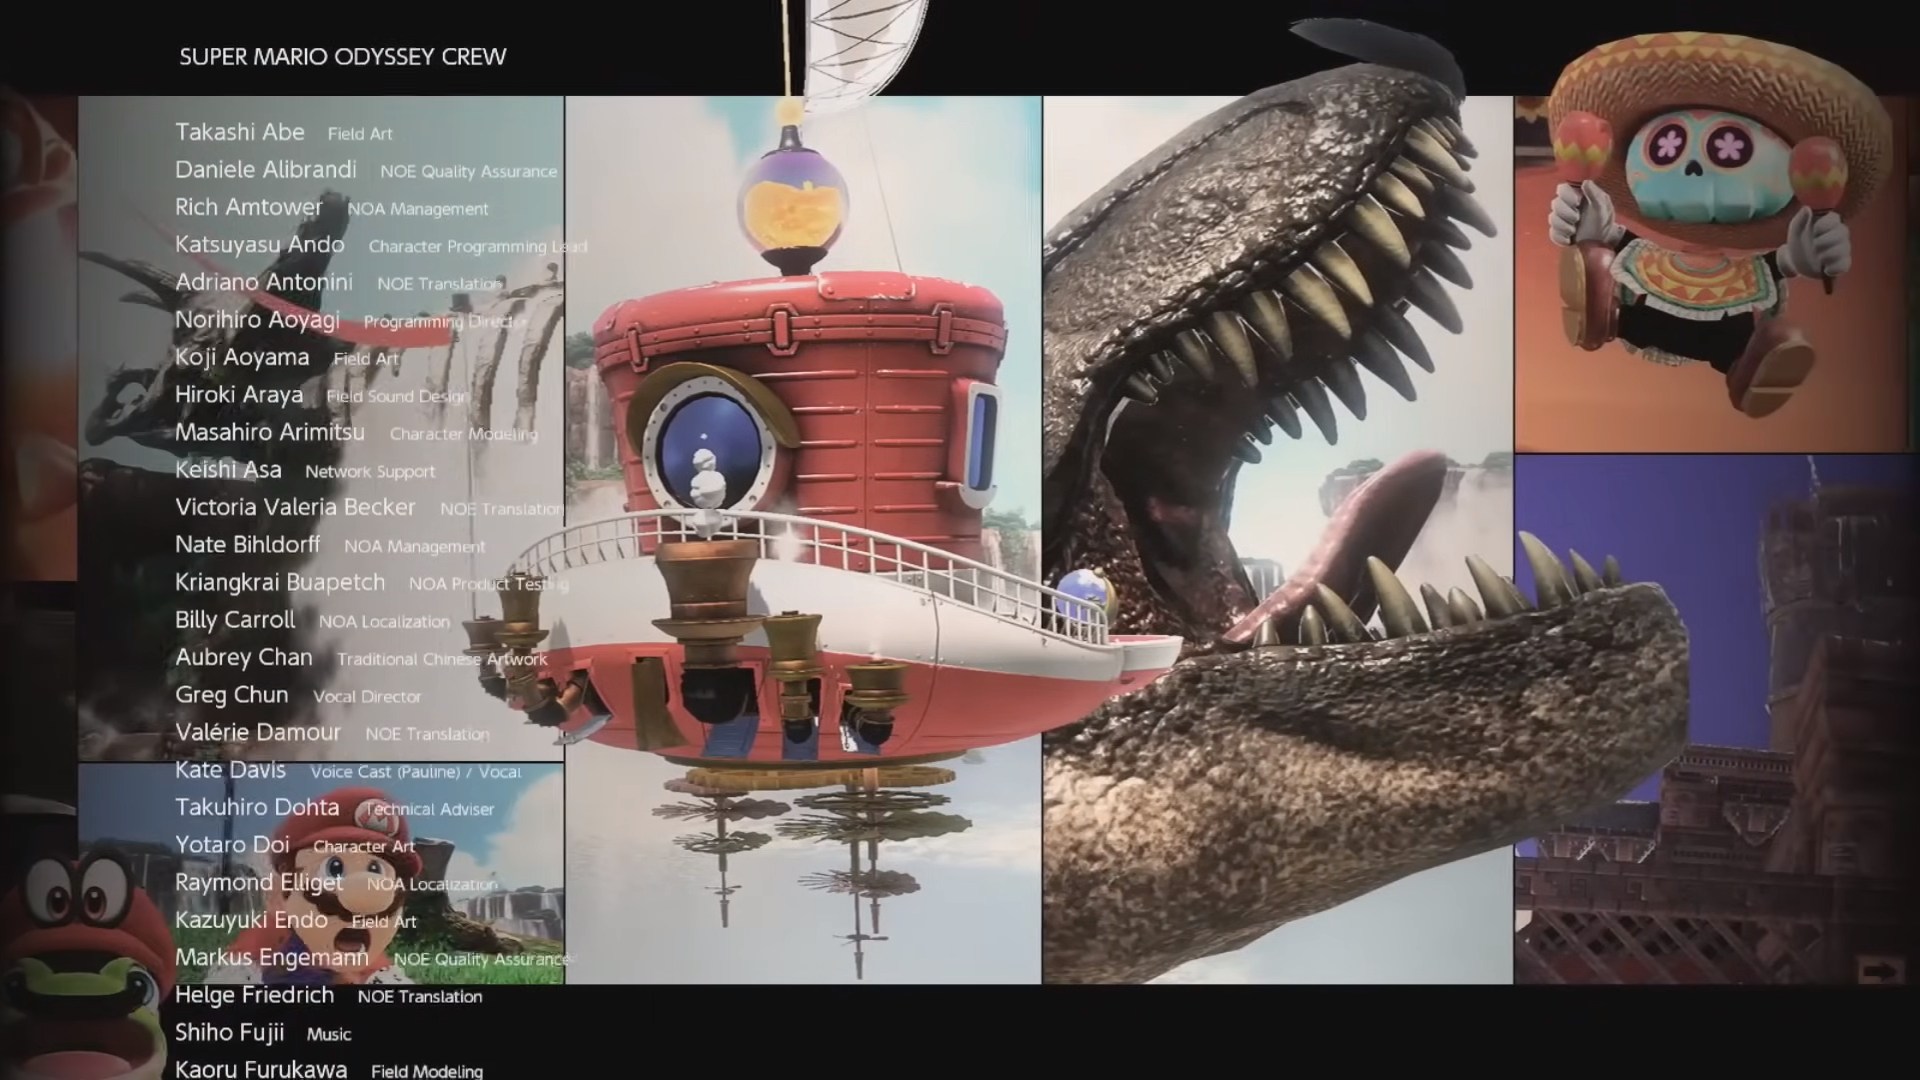 SUPER MARIO ODYSSEY CREW
Takashi Abe Field Art
Daniele Alibrandi NOE Quality Assurance
Rich Amtower NOA Management
Katsuyasu Ando Character Programming Lead
Adriano Antonini NOE Translation
Norihiro Aoyagi Programming Director
Koji Aoyama Field Art
Hiroki Araya Field Sound Design
Masahiro Arimitsu Character Modeling
Keishi Asa Network Support
Victoria Valeria Becker NOE Translation
Nate Bihldorff NOA Management
Kriangkrai Buapetch NOA Product Testing
Billy Carroll NOA Localization
Aubrey Chan Traditional Chinese Artwork
Greg Chun Vocal Director
Valérie Damour NOE Translation
Kate Davis Voice Cast (Pauline) / Vocal
Takuhiro Dohta Technical Adviser
Yotaro Doi Character Art
Raymond Elliget NOA Localization
Kazuyuki Endo Field Art
Markus Engemann NOE Quality Assurance
Helge Friedrich NOE Translation
Shiho Fujii Music
Kaoru Furukawa Field Modeling